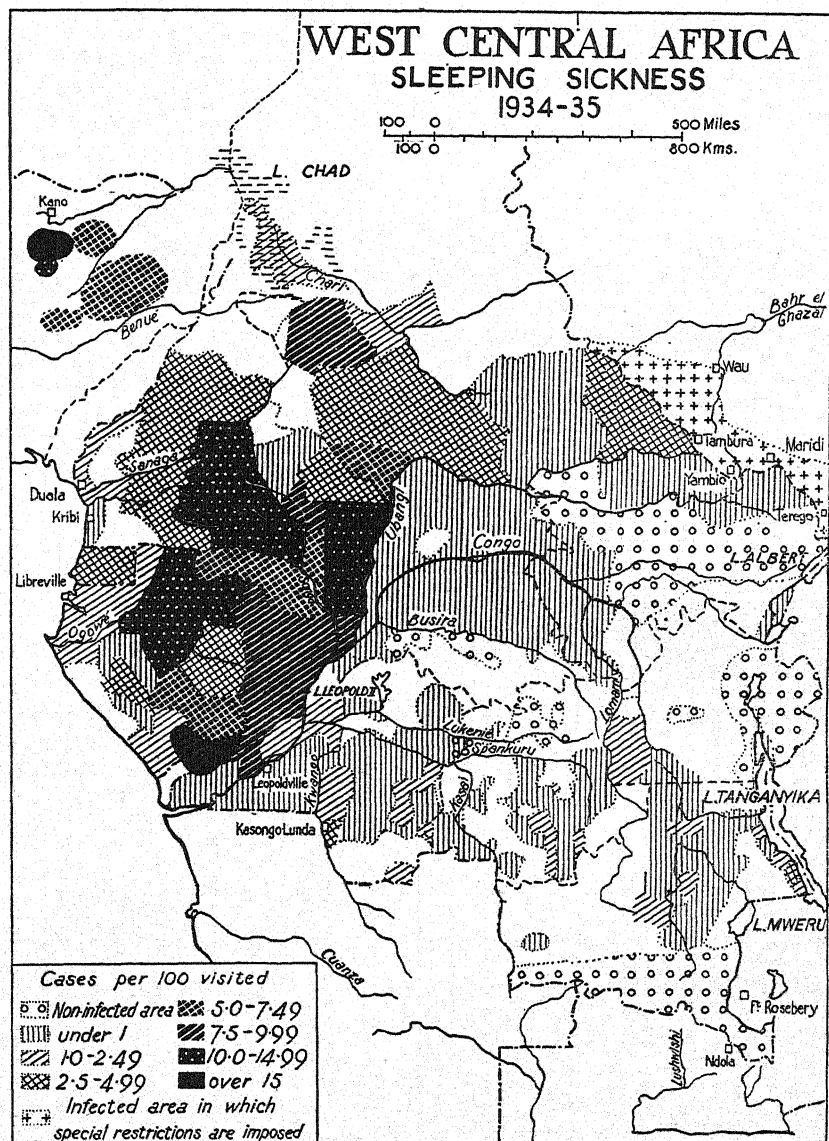 WEST CENTRAL AFRICA
SLEEPING SICKNESS
1934-35
100 0 500 Miles
100 0 800 Kms.
L. CHAD
Kano
Chari
Benue
Bahr el
Ghazal
Wau
Tambura
Maridi
Yambio
Terego
Sanaga
Duala
Kribi
Ubangi
Congo
L.ALBERT
Libreville
Ogowe
Busira
L.LEOPOLD II
Lomami
Lukenie
Spankuru
Leopoldville
Kwango
Kasai
L.TANGANYIKA
Kasongo Lunda
L.MWERU
Cuanza
Ft. Rosebery
Ndola
Cases per 100 visited
Non-infected area 5·0-7·49
under 1 7·5-9·99
1·0-2·49 10·0-14·99
2·5-4·99 over 15
Infected area in which
special restrictions are imposed